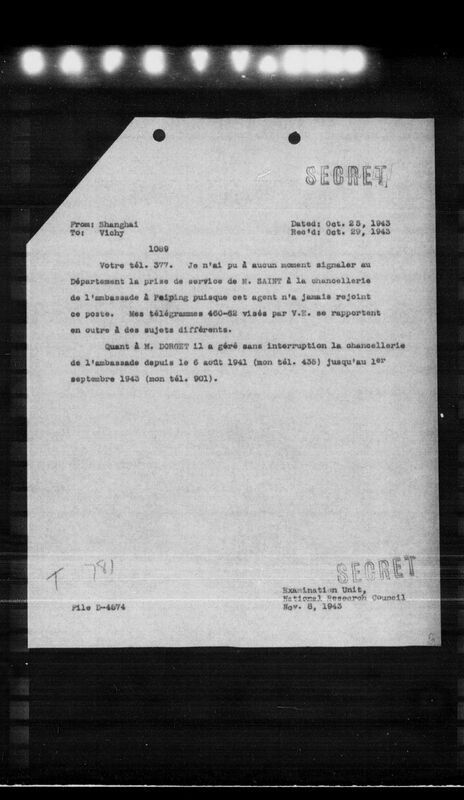 SECRET
From: Shanghai
To: Vichy
Dated: Oct. 25, 1943
Rec'd: Oct. 29, 1943
1089
Votre tél. 377. Je n'ai pu à aucun moment signaler au
Département la prise de service de M. SAINT à la chancellerie
de l'ambassade à Peiping puisque cet agent n'a jamais rejoint
ce poste. Mes télégrammes 460-62 visés par V.E. se rapportent
en outre à des sujets différents.
Quant à M. DORGET il a géré sans interruption la chancellerie
de l'ambassade depuis le 6 août 1941 (mon tél. 435) jusqu'au 1er
septembre 1943 (mon tél. 901).
T 781
SECRET
Examination Unit,
National Research Council
Nov. 8, 1943
File D-4574